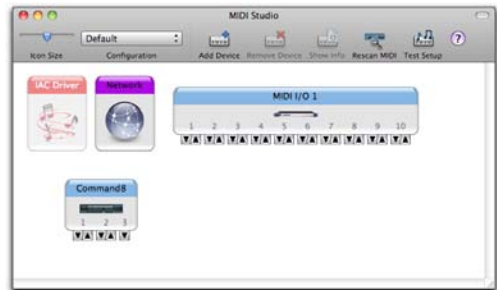 MIDI Studio
Default
Icon Size Configuration Add Device Remove Device Show Info Rescan MIDI Test Setup
?
IAC Driver Network MIDI I/O 1
1 2 3 4 5 6 7 8 9 10
Command8
1 2 3